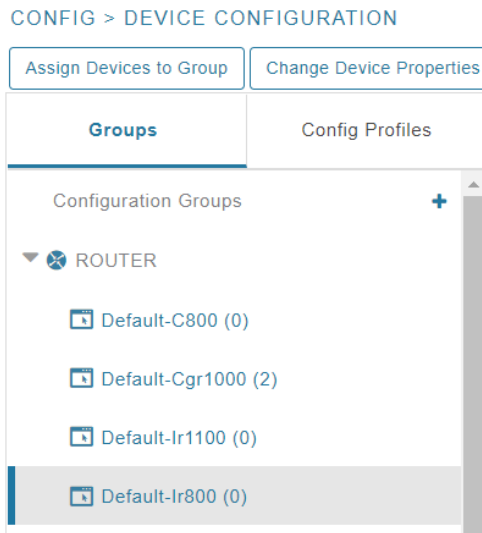 CONFIG > DEVICE CONFIGURATION
Assign Devices to Group Change Device Properties
Groups Config Profiles
Configuration Groups +
ROUTER
Default-C800 (0)
Default-Cgr1000 (2)
Default-Ir1100 (0)
Default-Ir800 (0)